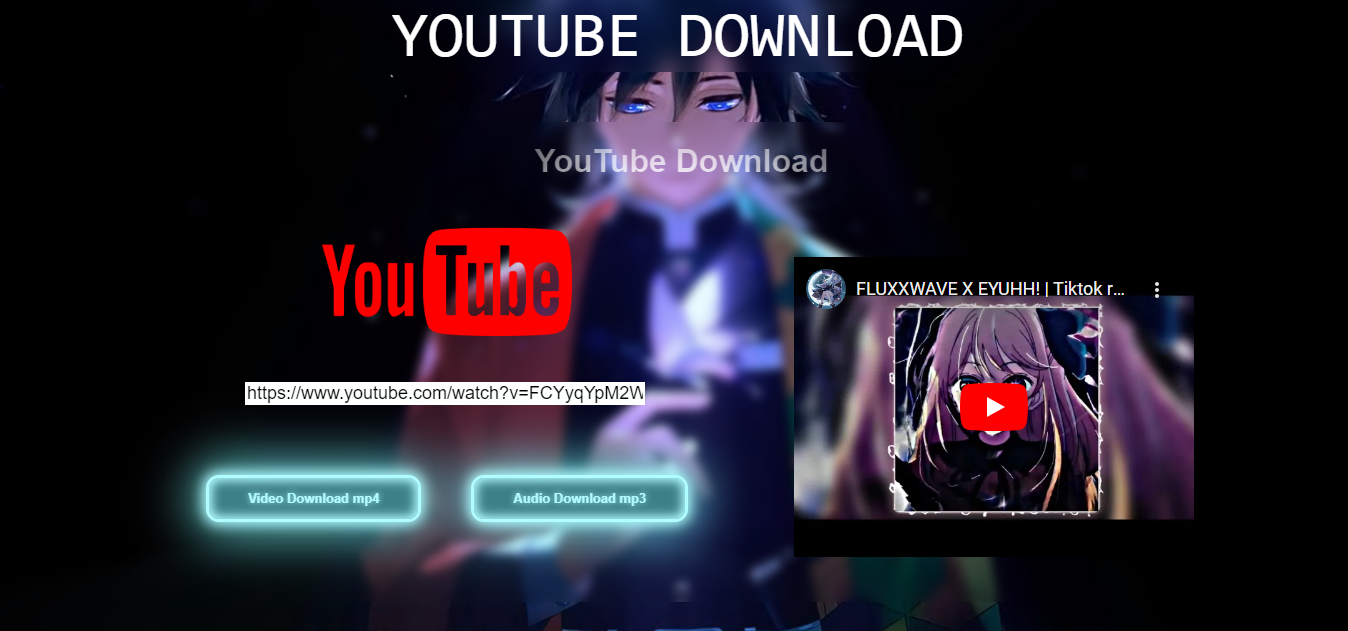 YOUTUBE DOWNLOAD
YouTube Download
YouTube
https://www.youtube.com/watch?v=FCYyqYpM2W
Video Download mp4
Audio Download mp3
FLUXXWAVE X EYUHH! | Tiktok r...